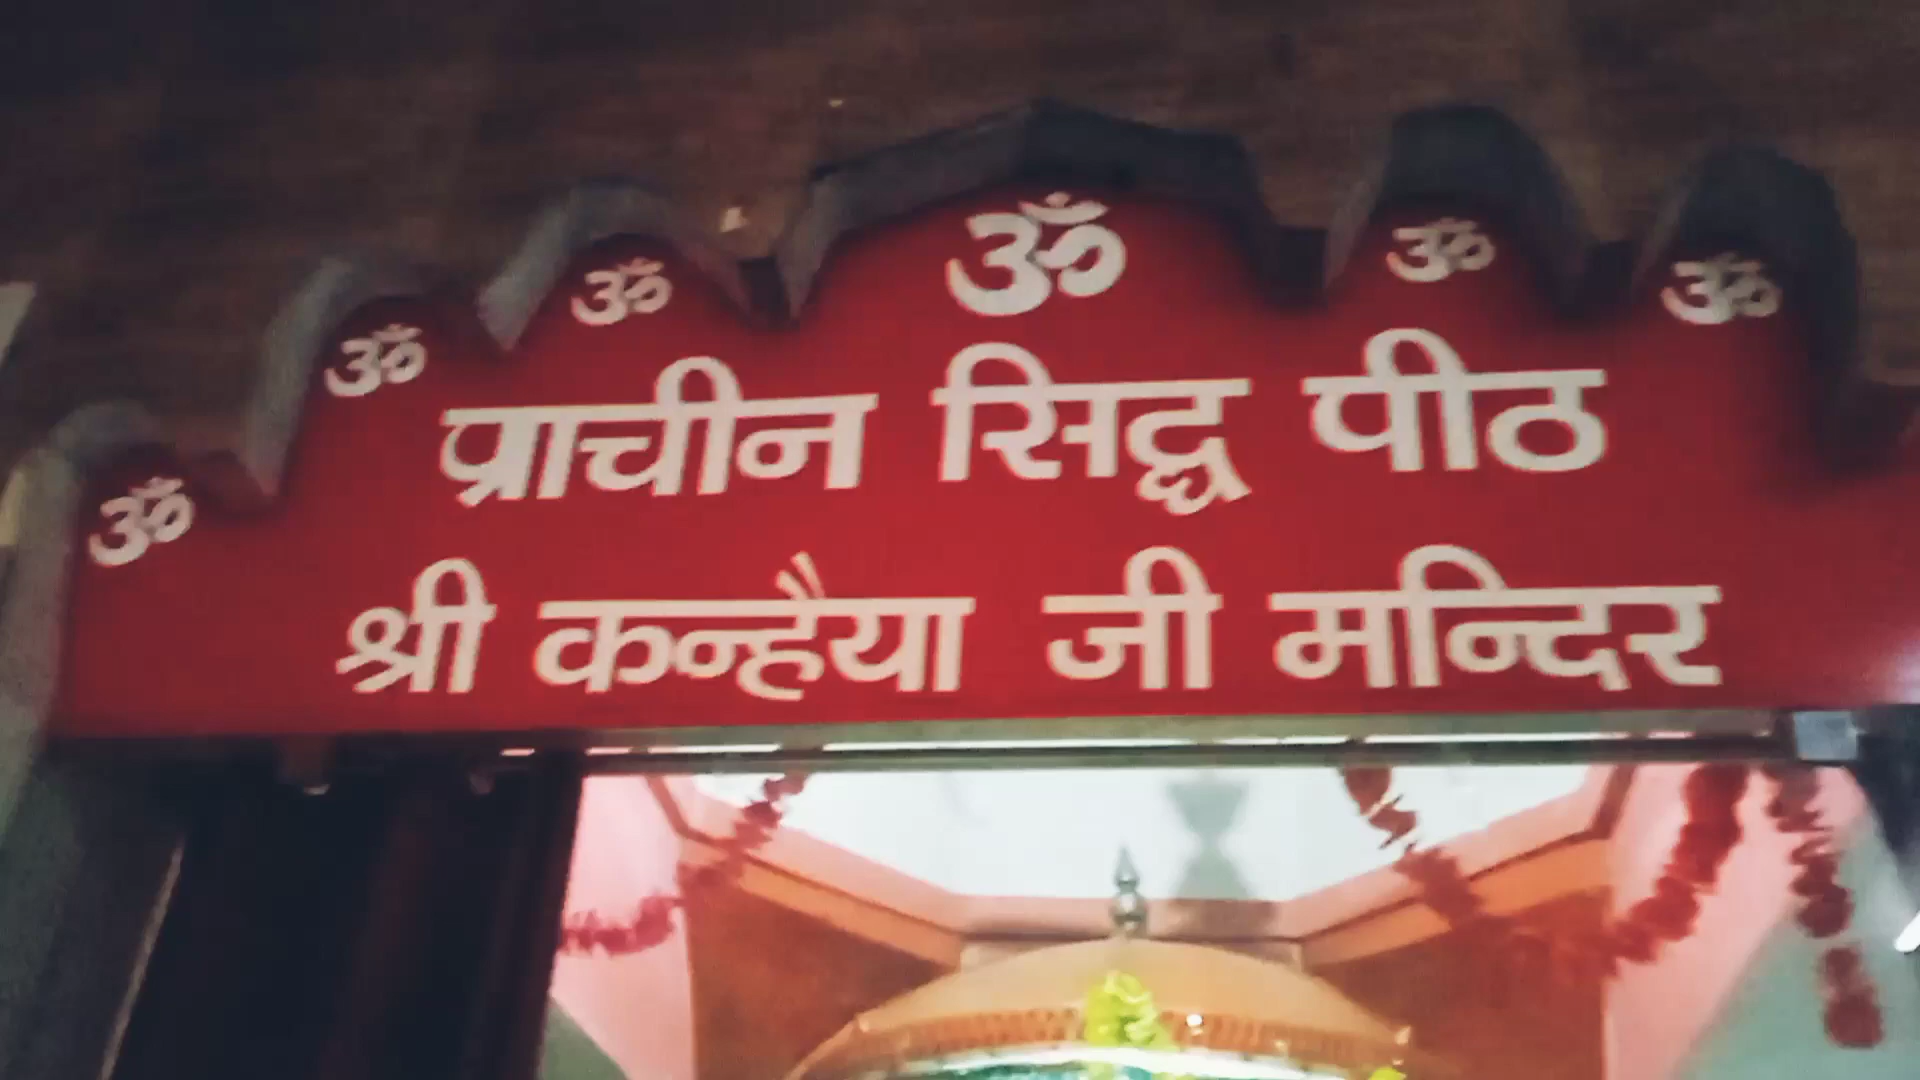 ॐ ॐ ॐ ॐ ॐ ॐ
प्राचीन सिद्ध पीठ
श्री कन्हैया जी मन्दिर